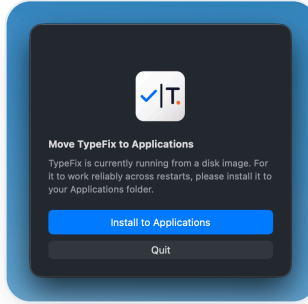 T.
Move TypeFix to Applications
TypeFix is currently running from a disk image. For
it to work reliably across restarts, please install it to
your Applications folder.
Install to Applications
Quit